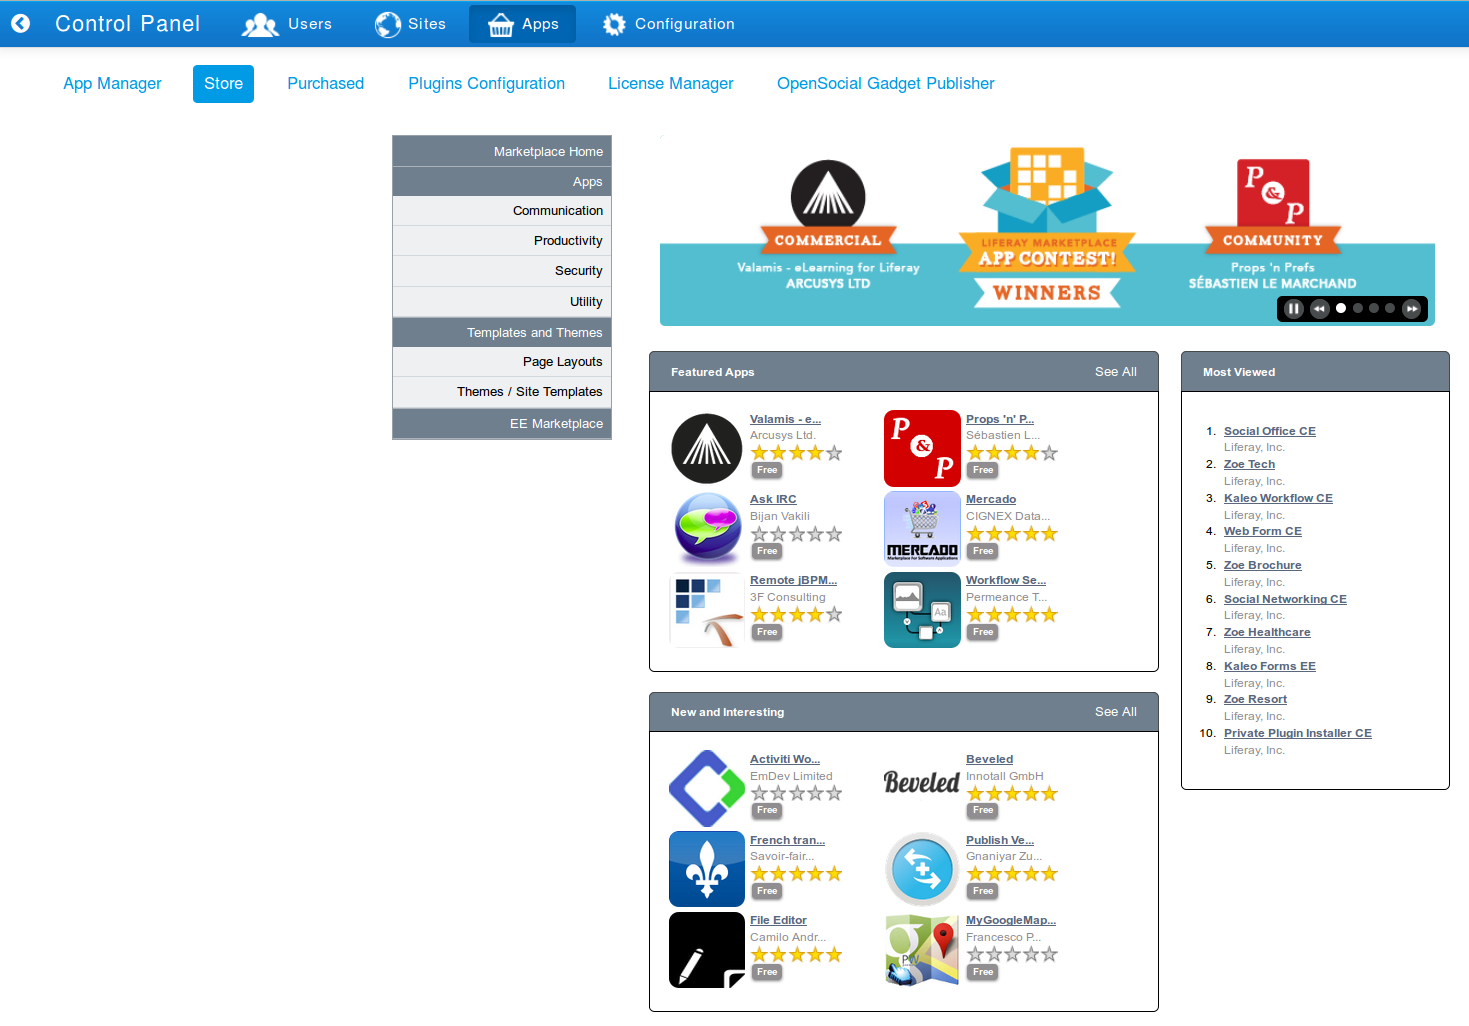 Control Panel
Users
Sites
Apps
Configuration
App Manager
Store
Purchased
Plugins Configuration
License Manager
OpenSocial Gadget Publisher
Marketplace Home
Apps
Communication
Productivity
Security
Utility
Templates and Themes
Page Layouts
Themes / Site Templates
EE Marketplace
COMMERCIAL
Valamis - eLearning for Liferay
ARCUSYS LTD
LIFERAY MARKETPLACE
APP CONTEST!
WINNERS
P
&
P
COMMUNITY
Props 'n Prefs
SÉBASTIEN LE MARCHAND
Featured Apps
See All
Valamis - e...
Arcusys Ltd.
Free
P
&
P
Props 'n' P...
Sébastien L...
Free
Ask IRC
Bijan Vakili
Free
MERCADO
Marketplace For Software Applications
Mercado
CIGNEX Data...
Free
Remote jBPM...
3F Consulting
Free
Aa
Workflow Se...
Permeance T...
Free
New and Interesting
See All
Activiti Wo...
EmDev Limited
Free
Beveled
Beveled
Innotall GmbH
Free
French tran...
Savoir-fair...
Free
Publish Ve...
Gnaniyar Zu...
Free
File Editor
Camilo Andr...
Free
g
PW
MyGoogleMap...
Francesco P...
Free
Most Viewed
1. Social Office CE
Liferay, Inc.
2. Zoe Tech
Liferay, Inc.
3. Kaleo Workflow CE
Liferay, Inc.
4. Web Form CE
Liferay, Inc.
5. Zoe Brochure
Liferay, Inc.
6. Social Networking CE
Liferay, Inc.
7. Zoe Healthcare
Liferay, Inc.
8. Kaleo Forms EE
Liferay, Inc.
9. Zoe Resort
Liferay, Inc.
10. Private Plugin Installer CE
Liferay, Inc.